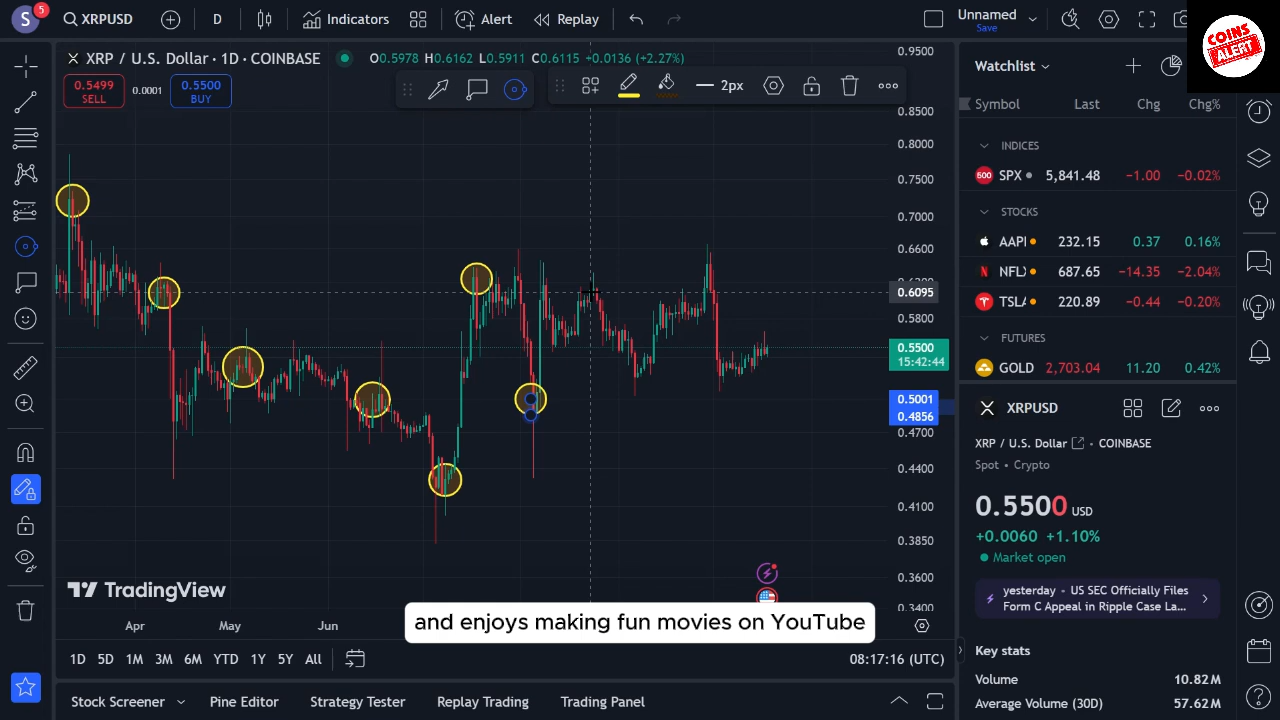 S
5
XRPUSD
D
Indicators
Alert
Replay
Unnamed
Save
COINS
ALERT
XRP / U.S. Dollar · 1D · COINBASE
O0.5978 H0.6162 L0.5911 C0.6115 +0.0136 (+2.27%)
0.5499
SELL
0.0001
0.5500
BUY
2px
0.9500
0.8500
0.8000
0.7500
0.7000
0.6600
0.6095
0.5800
0.5500
15:42:44
0.5001
0.4856
0.4700
0.4400
0.4100
0.3850
0.3600
0.3400
TradingView
Apr
May
Jun
and enjoys making fun movies on YouTube
1D
5D
1M
3M
6M
YTD
1Y
5Y
All
08:17:16 (UTC)
Stock Screener
Pine Editor
Strategy Tester
Replay Trading
Trading Panel
Watchlist
Symbol
Last
Chg
Chg%
INDICES
500
SPX
5,841.48
−1.00
−0.02%
STOCKS
AAPL
232.15
0.37
0.16%
NFLX
687.65
−14.35
−2.04%
TSLA
220.89
−0.44
−0.20%
FUTURES
GOLD
2,703.04
11.20
0.42%
XRPUSD
XRP / U.S. Dollar · COINBASE
Spot • Crypto
0.5500 USD
+0.0060 +1.10%
Market open
yesterday - US SEC Officially Files
Form C Appeal in Ripple Case La...
Key stats
Volume
10.82M
Average Volume (30D)
57.62M